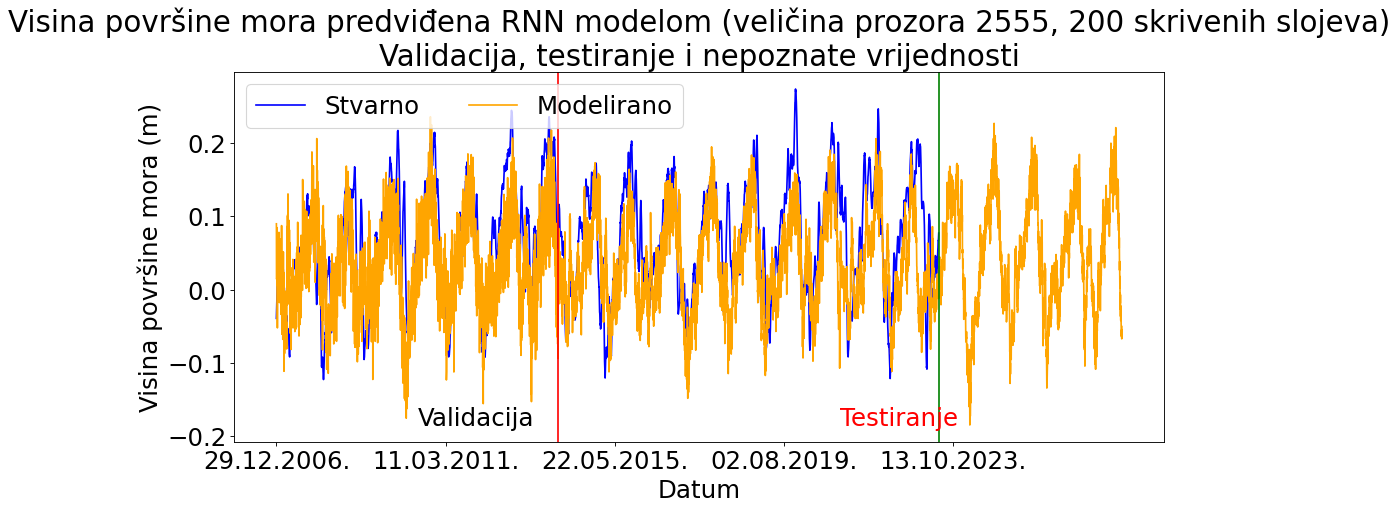 Visina površine mora predviđena RNN modelom (veličina prozora 2555, 200 skrivenih slojeva)
Validacija, testiranje i nepoznate vrijednosti
Stvarno
Modelirano
Visina površine mora (m)
0.2
0.1
0.0
−0.1
−0.2
Validacija
Testiranje
29.12.2006.
11.03.2011.
22.05.2015.
02.08.2019.
13.10.2023.
Datum